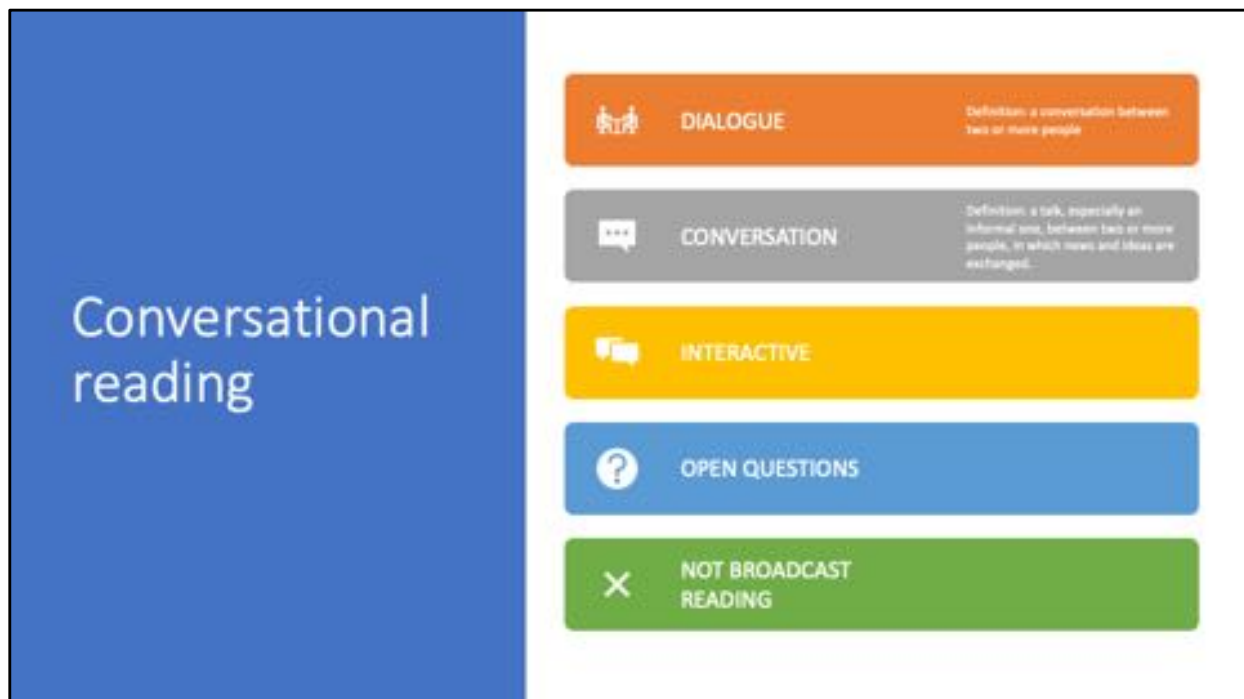 Conversational
reading
DIALOGUE
Definition: a conversation between
two or more people
CONVERSATION
Definition: a talk, especially an
informal one, between two or more
people, in which news and ideas are
exchanged.
INTERACTIVE
OPEN QUESTIONS
NOT BROADCAST
READING